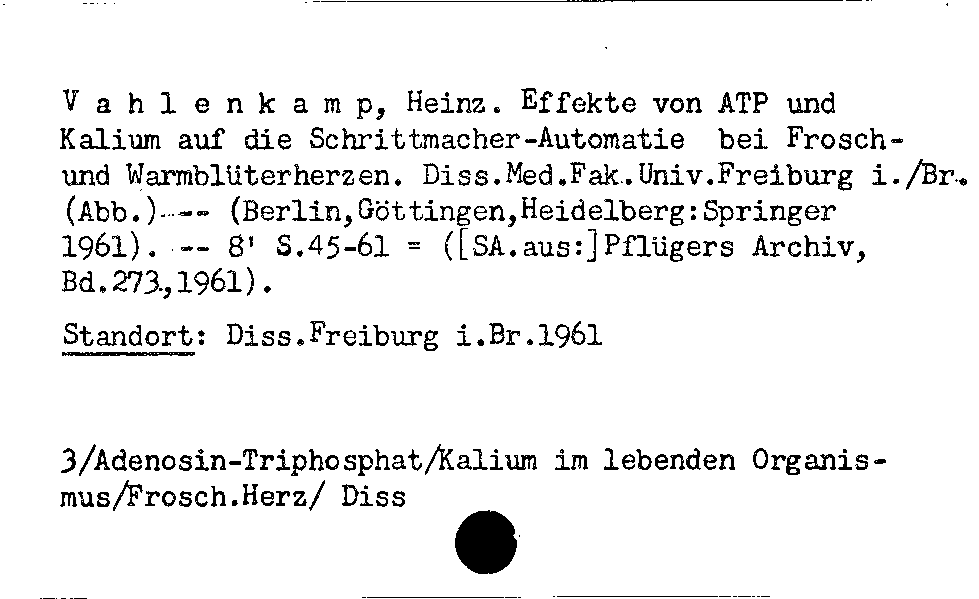 V a h l e n k a m p, Heinz. Effekte von ATP und
Kalium auf die Schrittmacher-Automatie bei Frosch-
und Warmblüterherzen. Diss.Med.Fak.Univ.Freiburg i./Br.
(Abb.) -- (Berlin,Göttingen,Heidelberg:Springer
1961). -- 8' S.45-61 = ([SA.aus:]Pflügers Archiv,
Bd.273,1961).
Standort: Diss.Freiburg i.Br.1961
3/Adenosin-Triphosphat/Kalium im lebenden Organis-
mus/Frosch.Herz/ Diss